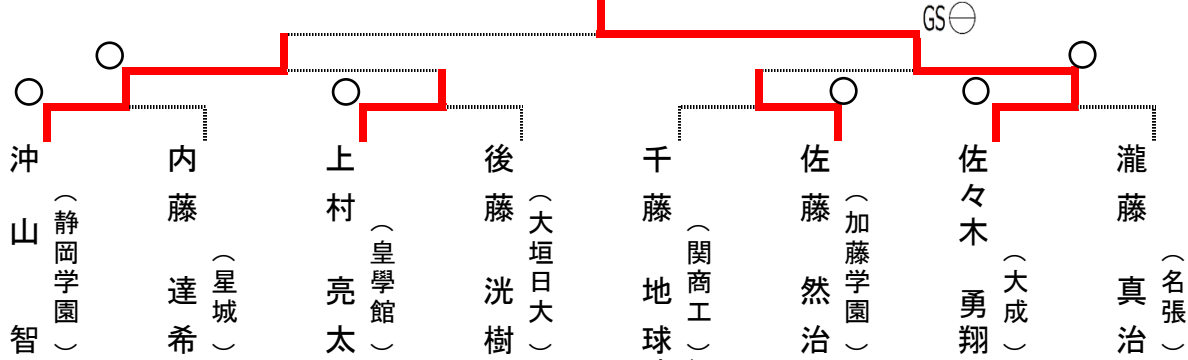 GS
沖山 智
（静岡学園）
内藤 達希
（星城）
上村 亮太
（皇學館）
後藤 洸樹
（大垣日大）
千藤 地球
（関商工）
佐藤 然治
（加藤学園）
佐々木 勇翔
（大成）
瀧藤 真治
（名張）